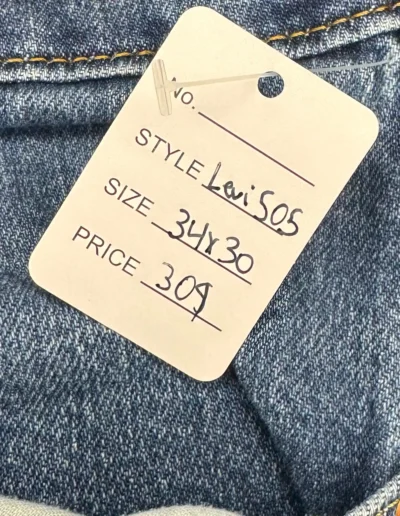 No.
STYLE Levi 505
SIZE 34x30
PRICE 30$